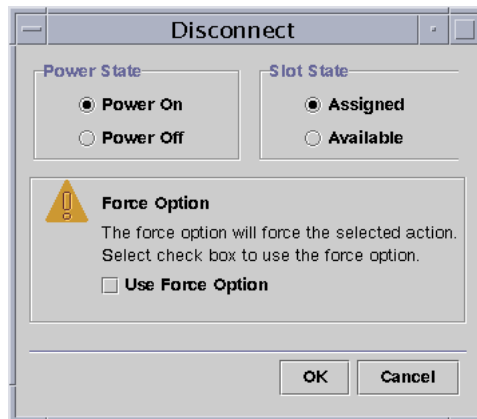 Disconnect
Power State
Power On
Power Off
Slot State
Assigned
Available
Force Option
The force option will force the selected action.
Select check box to use the force option.
Use Force Option
OK
Cancel